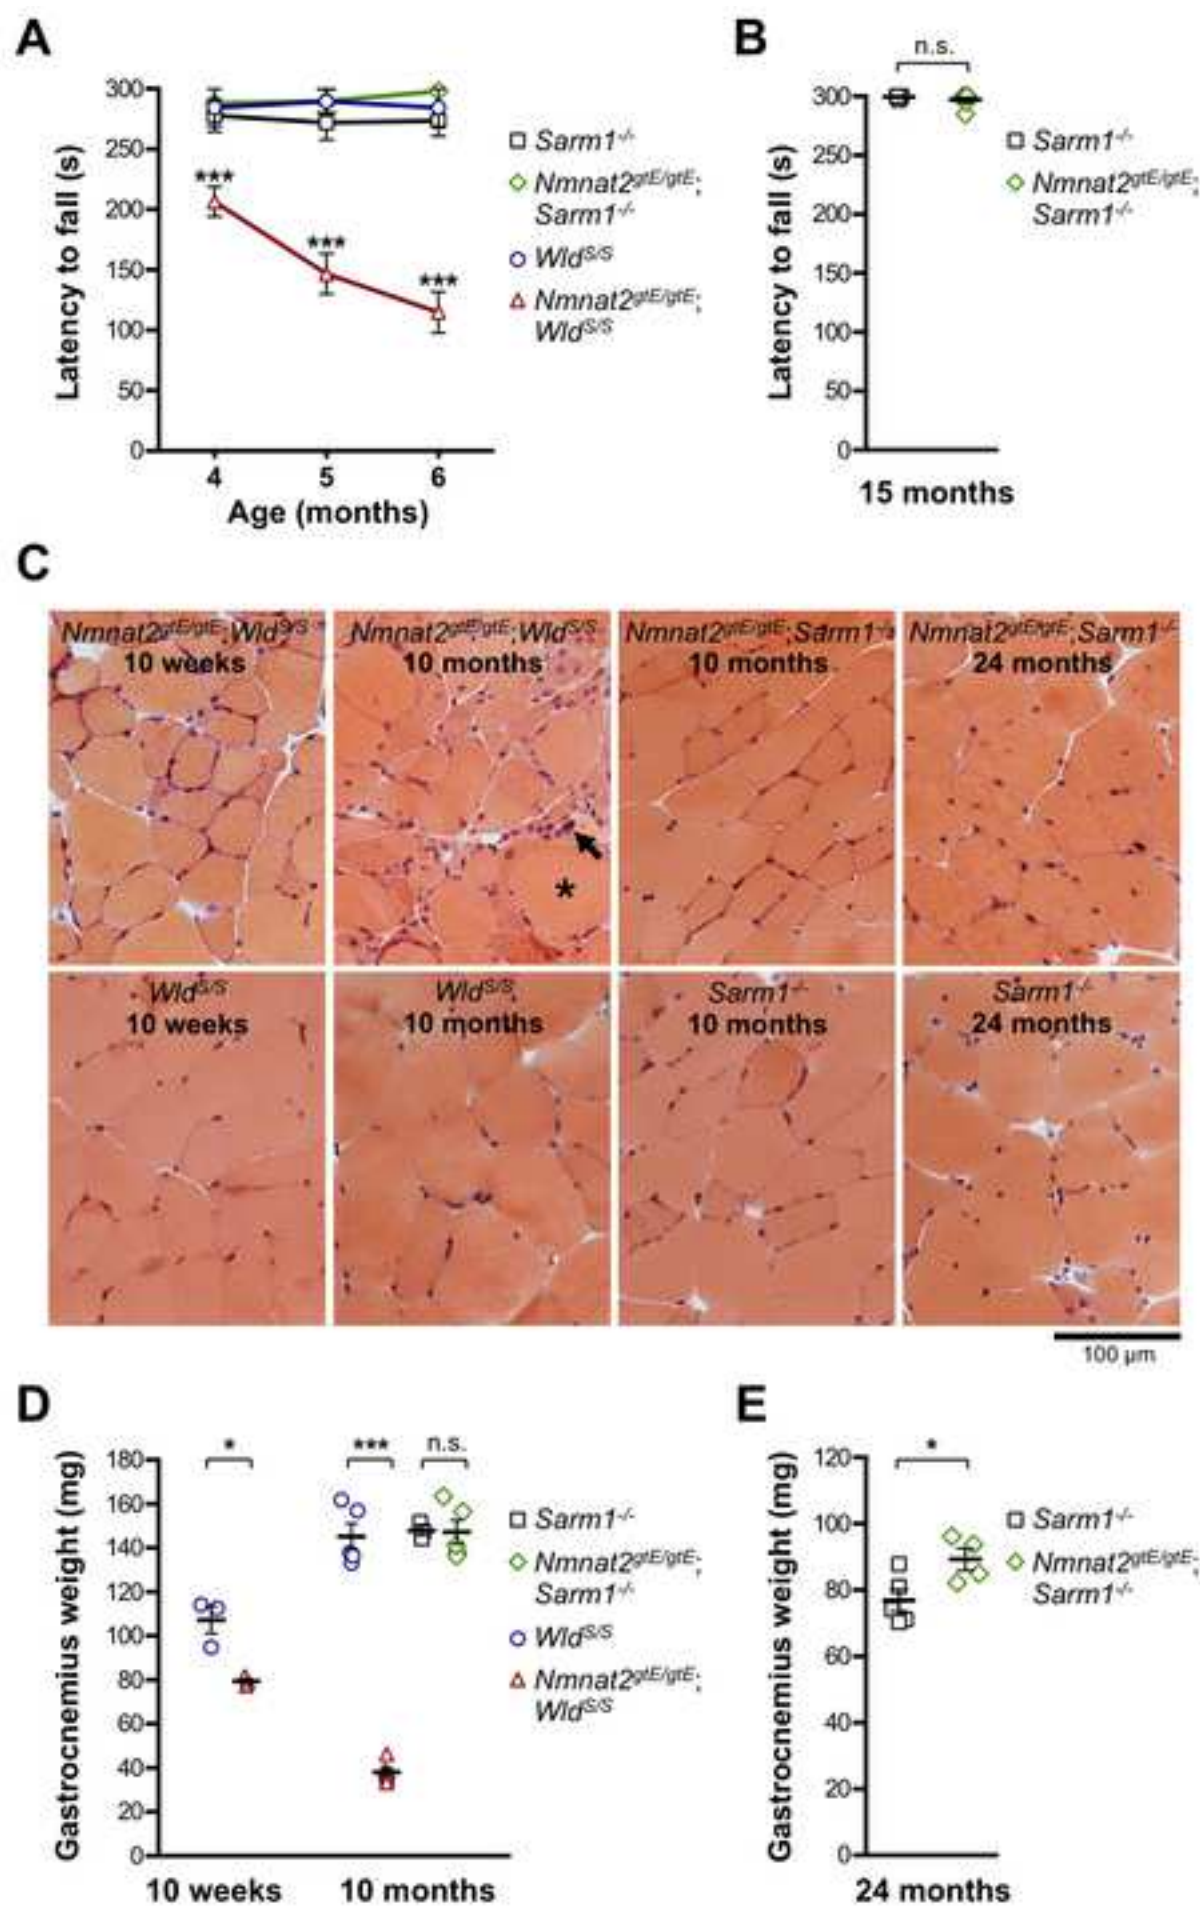 A
B
n.s.
300
250
200
150
100
50
0
Latency to fall (s)
***
***
***
4
5
6
Age (months)
Sarm1-/-
Nmnat2gtE/gtE;
Sarm1-/-
WldS/S
Nmnat2gtE/gtE;
WldS/S
300
250
200
150
100
50
0
Latency to fall (s)
15 months
Sarm1-/-
Nmnat2gtE/gtE;
Sarm1-/-
C
Nmnat2gtE/gtE;WldS/S
10 weeks
Nmnat2gtE/gtE;WldS/S
10 months
*
Nmnat2gtE/gtE;Sarm1-/-
10 months
Nmnat2gtE/gtE;Sarm1-/-
24 months
WldS/S
10 weeks
WldS/S
10 months
Sarm1-/-
10 months
Sarm1-/-
24 months
100 µm
D
180
160
140
120
100
80
60
40
20
0
Gastrocnemius weight (mg)
*
***
n.s.
10 weeks
10 months
Sarm1-/-
Nmnat2gtE/gtE;
Sarm1-/-
WldS/S
Nmnat2gtE/gtE;
WldS/S
E
120
100
80
60
40
20
0
Gastrocnemius weight (mg)
*
24 months
Sarm1-/-
Nmnat2gtE/gtE;
Sarm1-/-